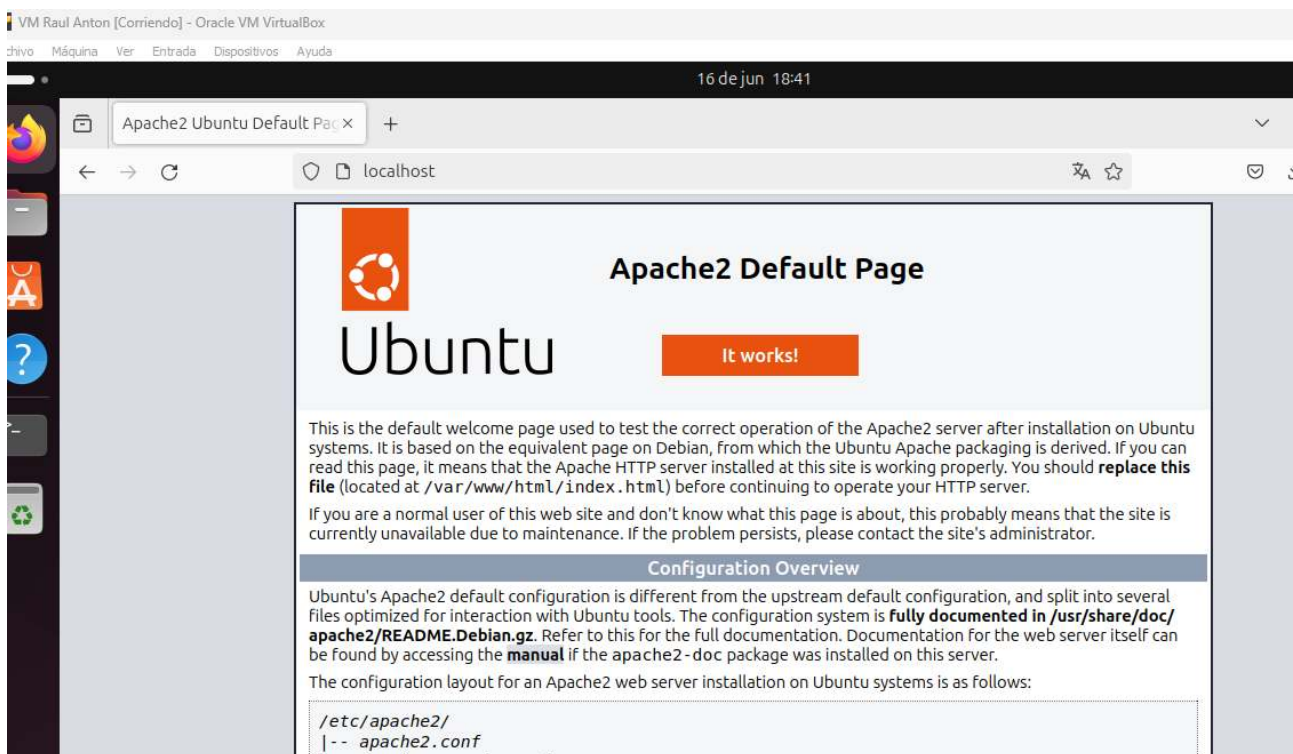 VM Raul Anton [Corriendo] - Oracle VM VirtualBox
Máquina Ver Entrada Dispositivos Ayuda
16 de jun 18:41
Apache2 Ubuntu Default Pag
localhost
Apache2 Default Page
Ubuntu
It works!
This is the default welcome page used to test the correct operation of the Apache2 server after installation on Ubuntu
systems. It is based on the equivalent page on Debian, from which the Ubuntu Apache packaging is derived. If you can
read this page, it means that the Apache HTTP server installed at this site is working properly. You should replace this
file (located at /var/www/html/index.html) before continuing to operate your HTTP server.
If you are a normal user of this web site and don't know what this page is about, this probably means that the site is
currently unavailable due to maintenance. If the problem persists, please contact the site's administrator.
Configuration Overview
Ubuntu's Apache2 default configuration is different from the upstream default configuration, and split into several
files optimized for interaction with Ubuntu tools. The configuration system is fully documented in /usr/share/doc/
apache2/README.Debian.gz. Refer to this for the full documentation. Documentation for the web server itself can
be found by accessing the manual if the apache2-doc package was installed on this server.
The configuration layout for an Apache2 web server installation on Ubuntu systems is as follows:
/etc/apache2/
|-- apache2.conf